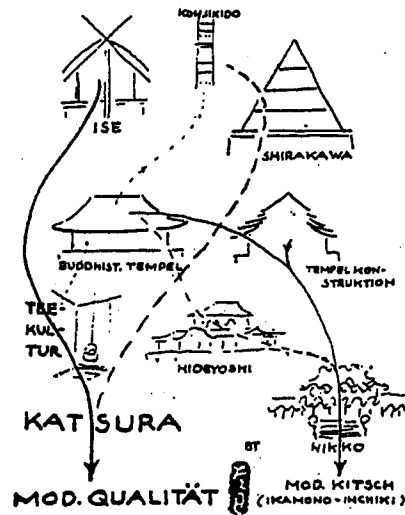 KONJIKIDO
ISE
SHIRAKAWA
BUDDHIST. TEMPEL
TEMPEL KON-
STRUKTION
TEE-
KUL-
TUR
HIDEYOSHI
KATSURA
NIKKO
BT
MOD. QUALITÄT
MOD. KITSCH
(IKAMONO-INCHIKI)